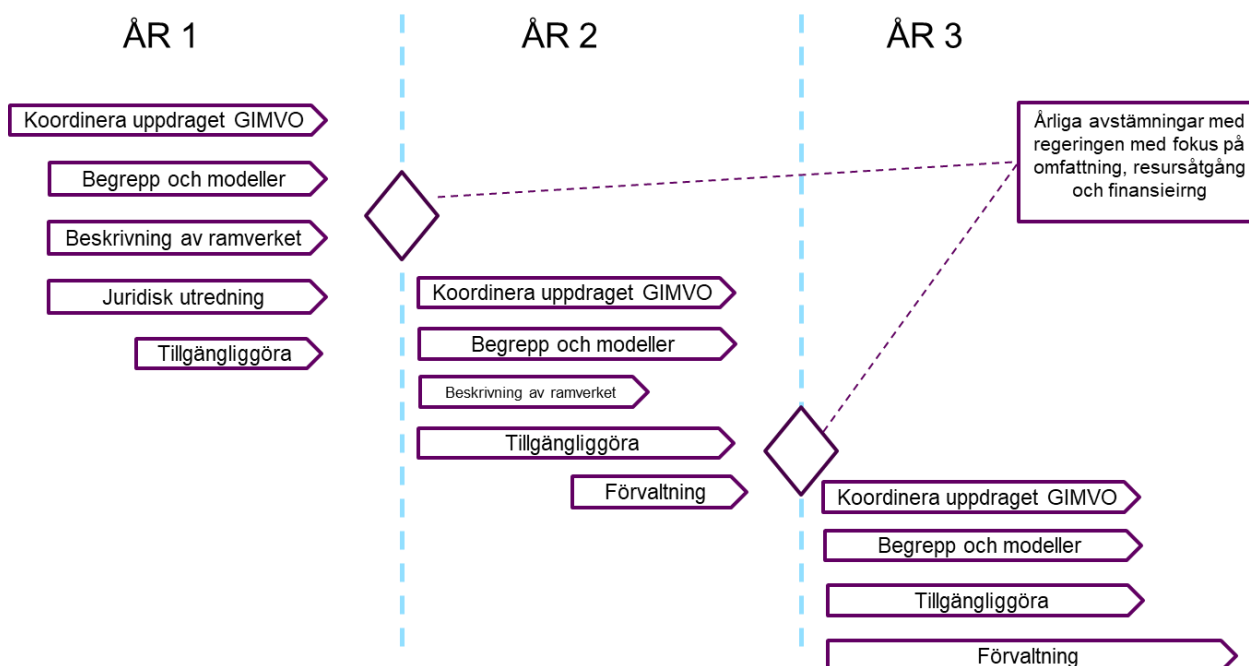 ÅR 1
ÅR 2
ÅR 3
Koordinera uppdraget GIMVO
Begrepp och modeller
Beskrivning av ramverket
Juridisk utredning
Tillgängliggöra
Årliga avstämningar med
regeringen med fokus på
omfattning, resursåtgång
och finansieirng
Koordinera uppdraget GIMVO
Begrepp och modeller
Beskrivning av ramverket
Tillgängliggöra
Förvaltning
Koordinera uppdraget GIMVO
Begrepp och modeller
Tillgängliggöra
Förvaltning